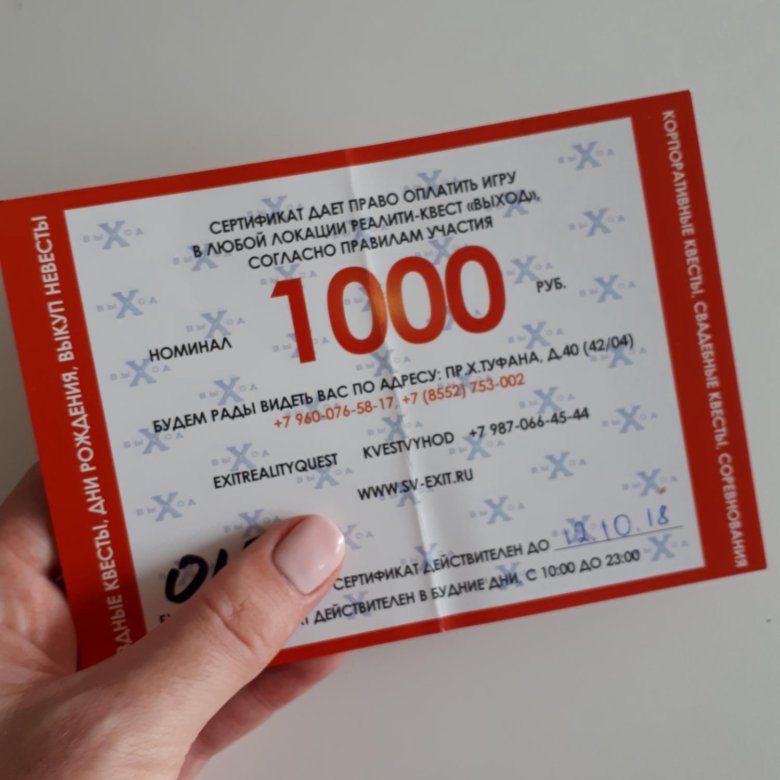 СЕРТИФИКАТ ДАЕТ ПРАВО ОПЛАТИТЬ ИГРУ
В ЛЮБОЙ ЛОКАЦИИ РЕАЛИТИ-КВЕСТ «ВЫХОД»,
СОГЛАСНО ПРАВИЛАМ УЧАСТИЯ
НОМИНАЛ 1000 РУБ.
БУДЕМ РАДЫ ВИДЕТЬ ВАС ПО АДРЕСУ: ПР.Х.ТУФАНА, Д.40 (42/04)
+7 960-076-58-17, +7 (8552) 753-002
EXITREALITYQUEST KVESTVYHOD +7 987-066-45-44
WWW.SV-EXIT.RU
СЕРТИФИКАТ ДЕЙСТВИТЕЛЕН ДО 12.10.18
ДЕЙСТВИТЕЛЕН В БУДНИЕ ДНИ, С 10:00 ДО 23:00
КВЕСТЫ, ДНИ РОЖДЕНИЯ, ВЫКУП НЕВЕСТЫ
КОРПОРАТИВНЫЕ КВЕСТЫ, СВАДЕБНЫЕ КВЕСТЫ, СОРЕВНОВАНИЯ